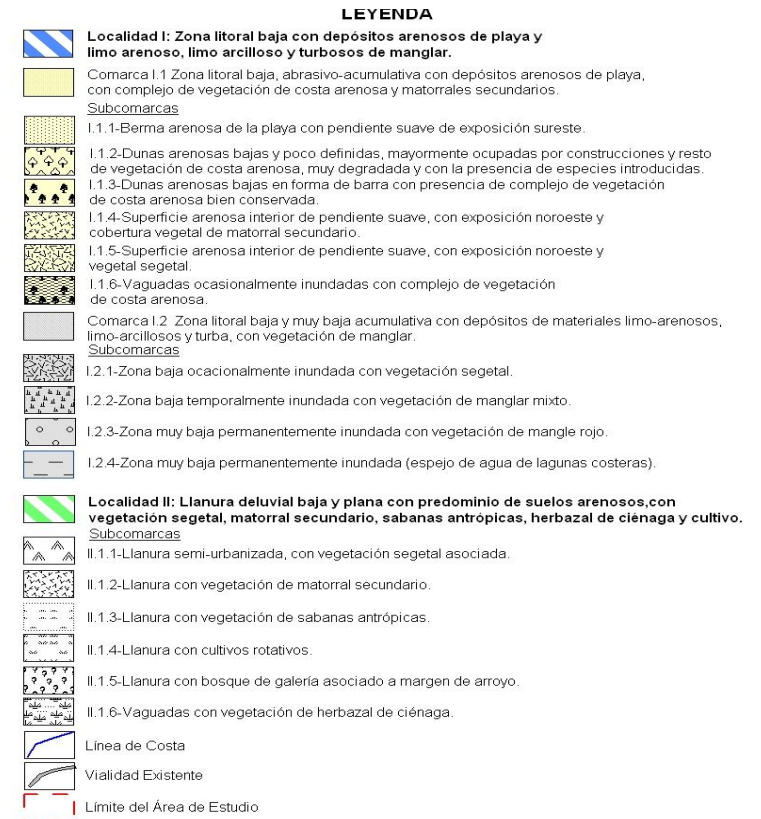 LEYENDA
Localidad I: Zona litoral baja con depósitos arenosos de playa y
limo arenoso, limo arcilloso y turbosos de manglar.
Comarca I.1 Zona litoral baja, abrasivo-acumulativa con depósitos arenosos de playa,
con complejo de vegetación de costa arenosa y matorrales secundarios.
Subcomarcas
I.1.1-Berma arenosa de la playa con pendiente suave de exposición sureste.
I.1.2-Dunas arenosas bajas y poco definidas, mayormente ocupadas por construcciones y resto
de vegetación de costa arenosa, muy degradada y con la presencia de especies introducidas.
I.1.3-Dunas arenosas bajas en forma de barra con presencia de complejo de vegetación
de costa arenosa bien conservada.
I.1.4-Superficie arenosa interior de pendiente suave, con exposición noroeste y
cobertura vegetal de matorral secundario.
I.1.5-Superficie arenosa interior de pendiente suave, con exposición noroeste y
vegetal segetal.
I.1.6-Vaguadas ocasionalmente inundadas con complejo de vegetación
de costa arenosa.
Comarca I.2 Zona litoral baja y muy baja acumulativa con depósitos de materiales limo-arenosos,
limo-arcillosos y turba, con vegetación de manglar.
Subcomarcas
I.2.1-Zona baja ocacionalmente inundada con vegetación segetal.
I.2.2-Zona baja temporalmente inundada con vegetación de manglar mixto.
I.2.3-Zona muy baja permanentemente inundada con vegetación de mangle rojo.
I.2.4-Zona muy baja permanentemente inundada (espejo de agua de lagunas costeras).
Localidad II: Llanura deluvial baja y plana con predominio de suelos arenosos,con
vegetación segetal, matorral secundario, sabanas antrópicas, herbazal de ciénaga y cultivo.
Subcomarcas
II.1.1-Llanura semi-urbanizada, con vegetación segetal asociada.
II.1.2-Llanura con vegetación de matorral secundario.
II.1.3-Llanura con vegetación de sabanas antrópicas.
II.1.4-Llanura con cultivos rotativos.
II.1.5-Llanura con bosque de galería asociado a margen de arroyo.
II.1.6-Vaguadas con vegetación de herbazal de ciénaga.
Línea de Costa
Vialidad Existente
Límite del Área de Estudio